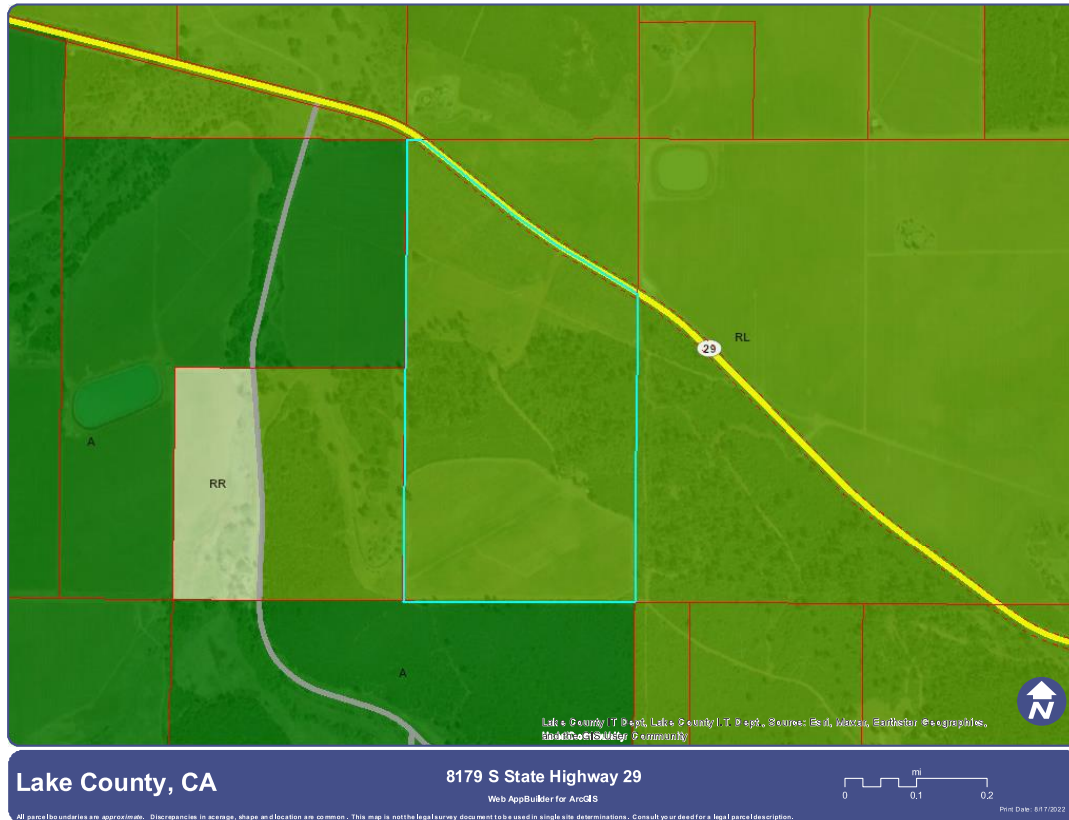 29
RL
A
RR
A
Lake County IT Dept, Lake County I.T. Dept., Source: Esri, Maxar, Earthstar Geographics,
User Community
N
Lake County, CA
8179 S State Highway 29
Web AppBuilder for ArcGIS
mi
0 0.1 0.2
Print Date: 8/17/2022
All parcel boundaries are approximate. Discrepancies in acerage, shape and location are common. This map is not the legal survey document to be used in single site determinations. Consult your deed for a legal parcel description.